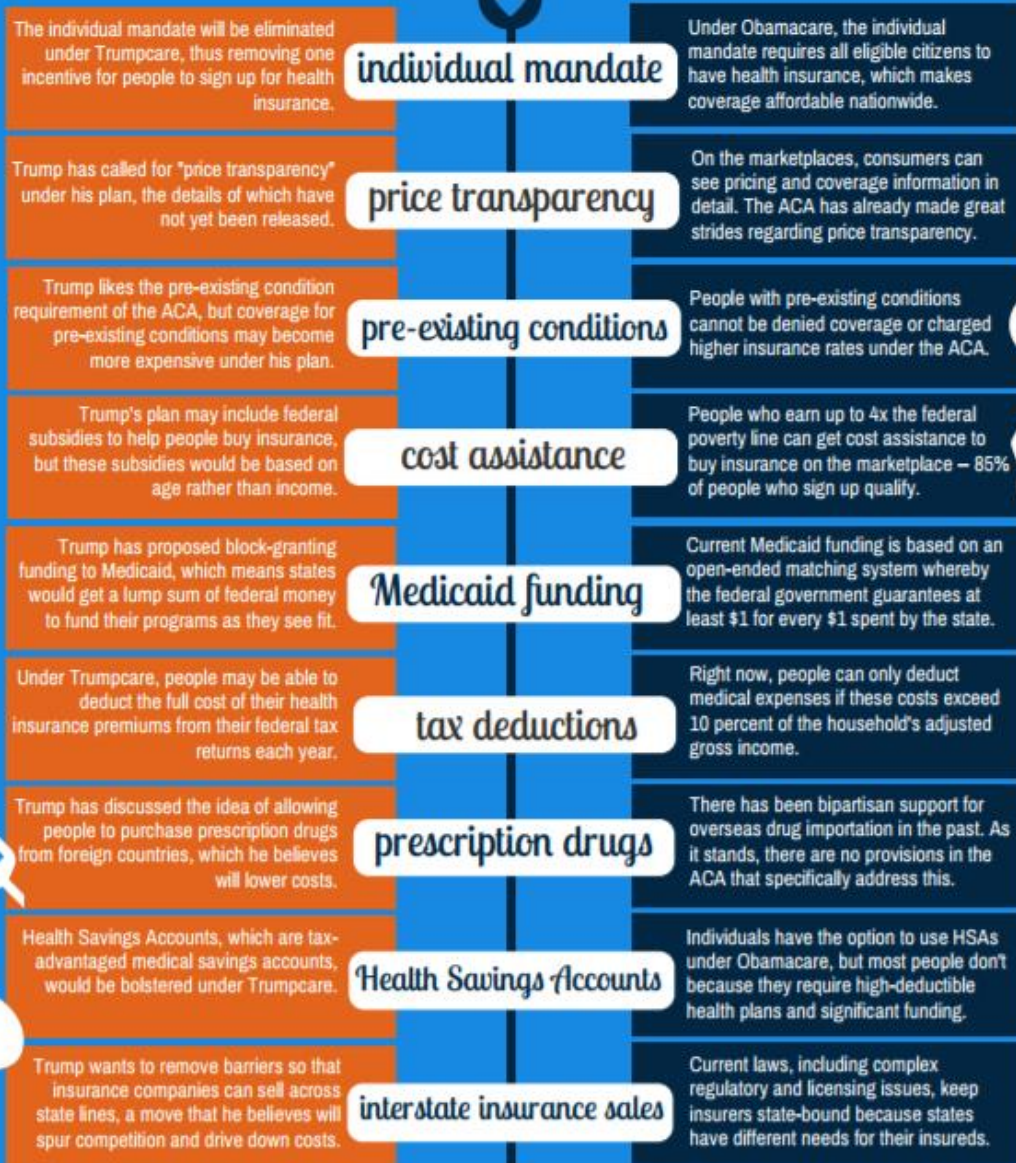 The individual mandate will be eliminated
under Trumpcare, thus removing one
incentive for people to sign up for health
insurance.
individual mandate
Under Obamacare, the individual
mandate requires all eligible citizens to
have health insurance, which makes
coverage affordable nationwide.
Trump has called for "price transparency"
under his plan, the details of which have
not yet been released.
price transparency
On the marketplaces, consumers can
see pricing and coverage information in
detail. The ACA has already made great
strides regarding price transparency.
Trump likes the pre-existing condition
requirement of the ACA, but coverage for
pre-existing conditions may become
more expensive under his plan.
pre-existing conditions
People with pre-existing conditions
cannot be denied coverage or charged
higher insurance rates under the ACA.
Trump's plan may include federal
subsidies to help people buy insurance,
but these subsidies would be based on
age rather than income.
cost assistance
People who earn up to 4x the federal
poverty line can get cost assistance to
buy insurance on the marketplace – 85%
of people who sign up qualify.
Trump has proposed block-granting
funding to Medicaid, which means states
would get a lump sum of federal money
to fund their programs as they see fit.
Medicaid funding
Current Medicaid funding is based on an
open-ended matching system whereby
the federal government guarantees at
least $1 for every $1 spent by the state.
Under Trumpcare, people may be able to
deduct the full cost of their health
insurance premiums from their federal tax
returns each year.
tax deductions
Right now, people can only deduct
medical expenses if these costs exceed
10 percent of the household's adjusted
gross income.
Trump has discussed the idea of allowing
people to purchase prescription drugs
from foreign countries, which he believes
will lower costs.
prescription drugs
There has been bipartisan support for
overseas drug importation in the past. As
it stands, there are no provisions in the
ACA that specifically address this.
Health Savings Accounts, which are tax-
advantaged medical savings accounts,
would be bolstered under Trumpcare.
Health Savings Accounts
Individuals have the option to use HSAs
under Obamacare, but most people don't
because they require high-deductible
health plans and significant funding.
Trump wants to remove barriers so that
insurance companies can sell across
state lines, a move that he believes will
spur competition and drive down costs.
interstate insurance sales
Current laws, including complex
regulatory and licensing issues, keep
insurers state-bound because states
have different needs for their insureds.